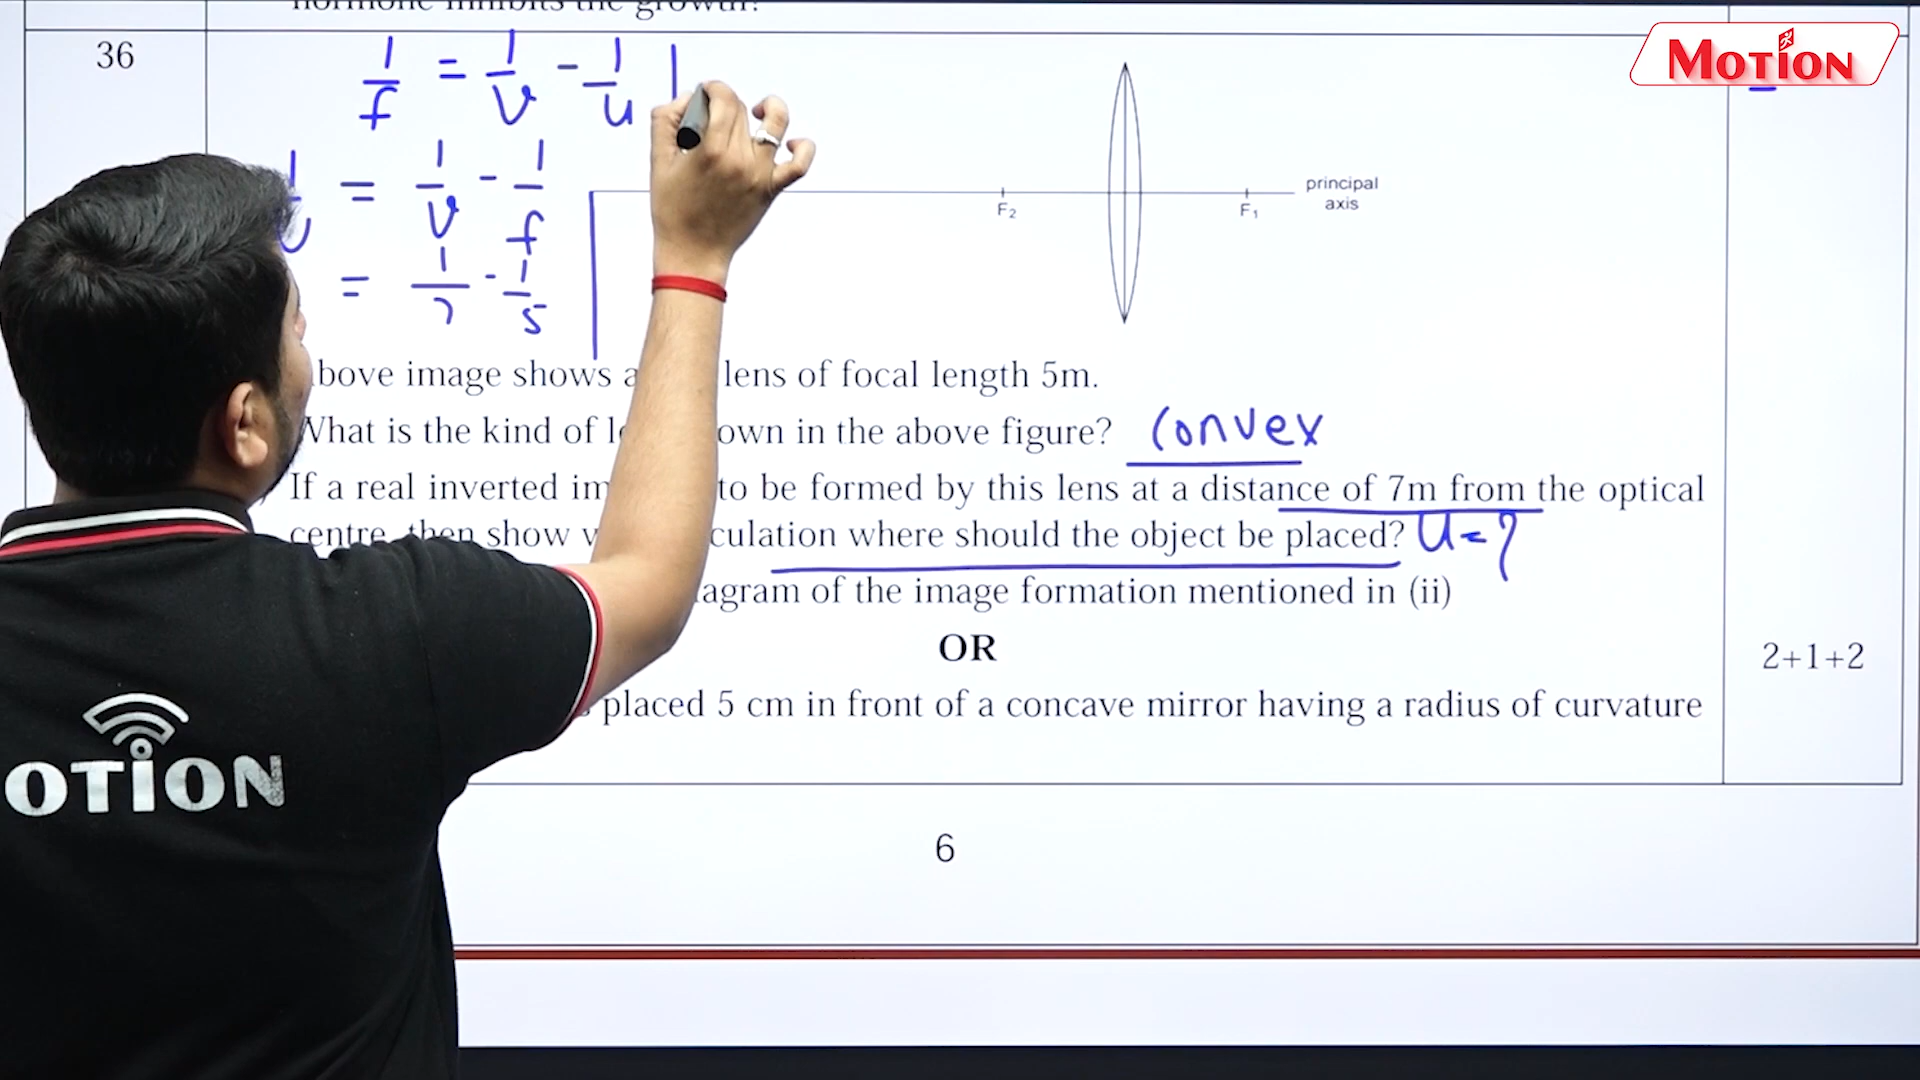 hormone inhibits the growth.
MOTION
36
1/f = 1/v - 1/u
= 1/v - 1/f
= 1/7 - 1/5
F2
F1
principal
axis
bove image shows a lens of focal length 5m.
What is the kind of own in the above figure? Convex
If a real inverted im to be formed by this lens at a distance of 7m from the optical
centre, then show culation where should the object be placed? U=?
agram of the image formation mentioned in (ii)
OR
2+1+2
placed 5 cm in front of a concave mirror having a radius of curvature
OTION
6